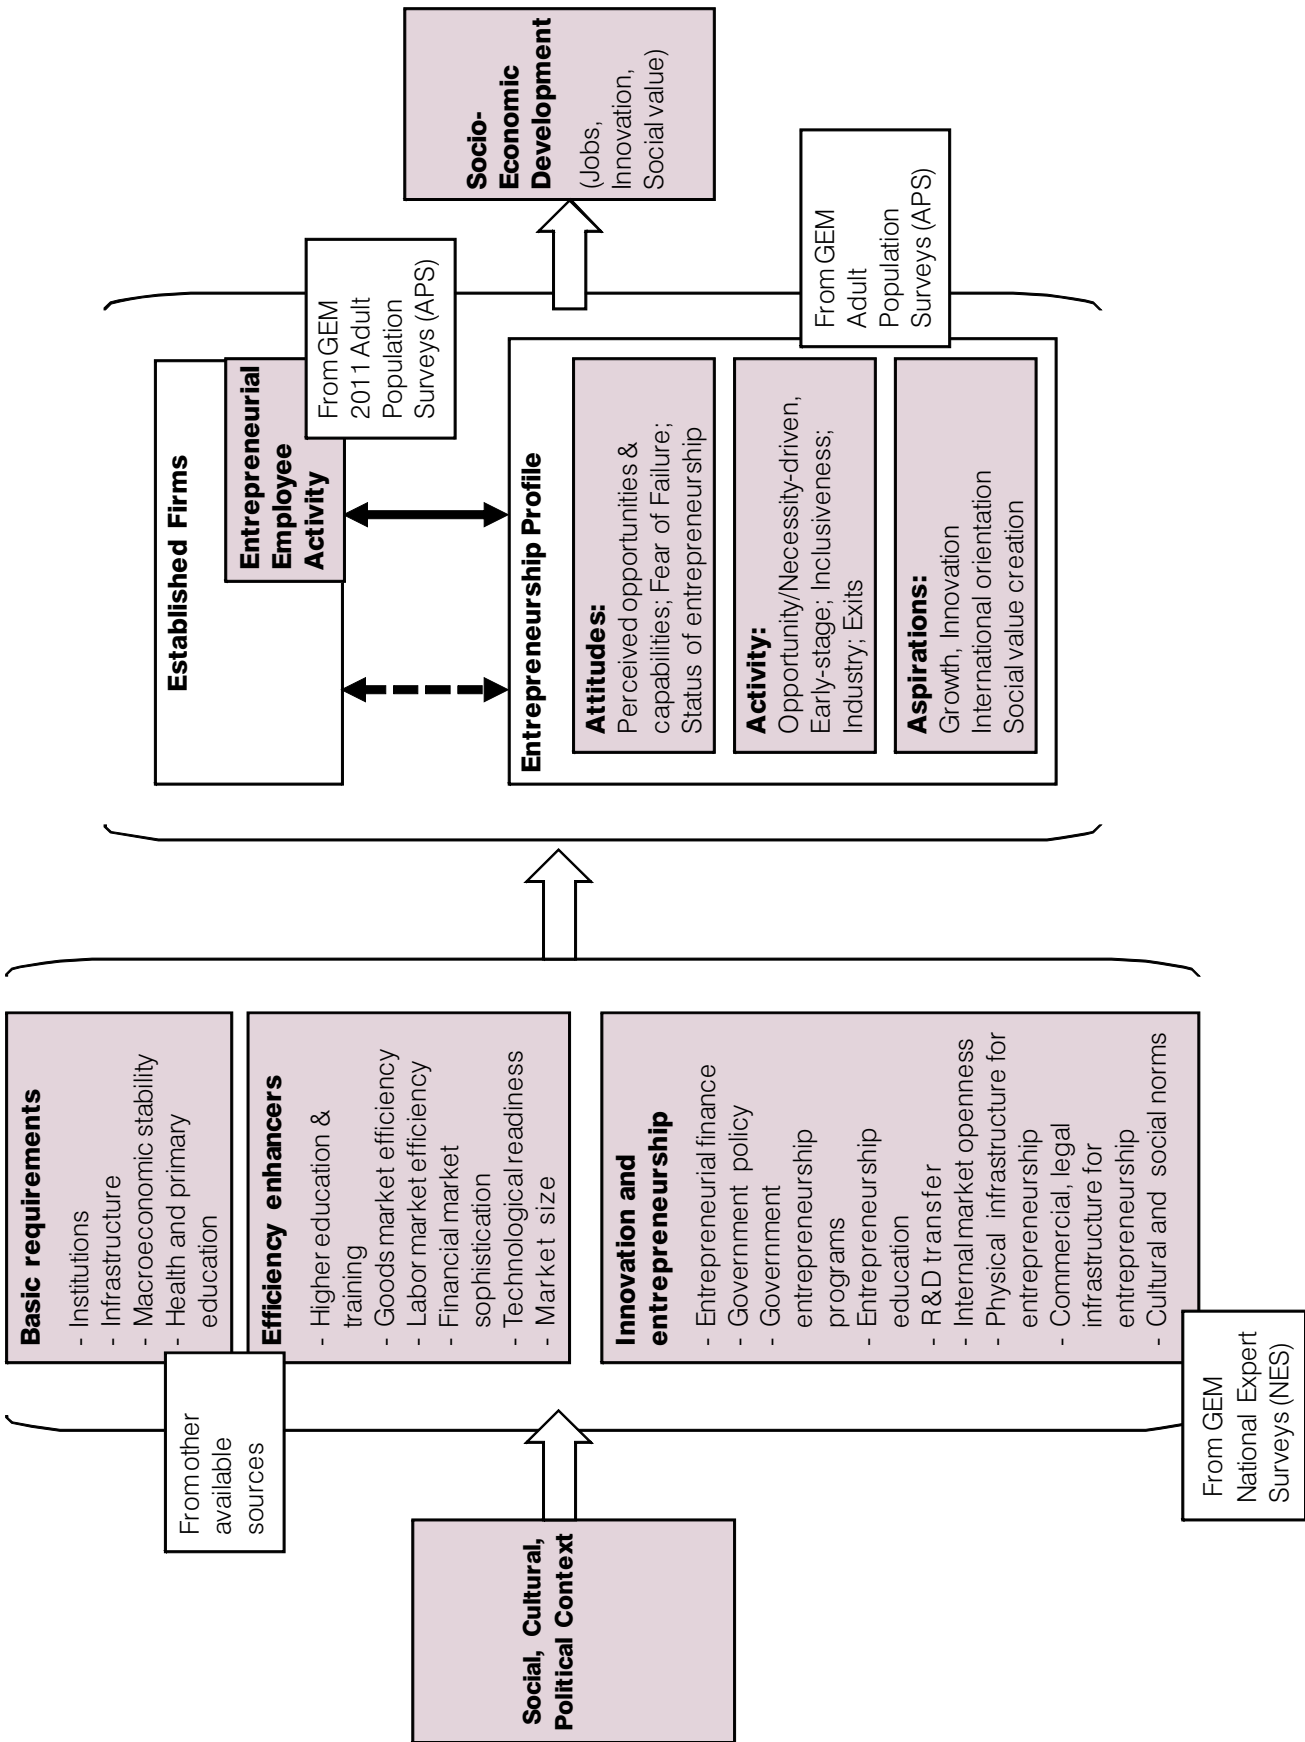 Social, Cultural,
Political Context
From other
available
sources
Basic requirements
- Institutions
- Infrastructure
- Macroeconomic stability
- Health and primary
education
Efficiency enhancers
- Higher education &
training
- Goods market efficiency
- Labor market efficiency
- Financial market
sophistication
- Technological readiness
- Market size
Innovation and
entrepreneurship
- Entrepreneurial finance
- Government policy
- Government
entrepreneurship
programs
- Entrepreneurship
education
- R&D transfer
- Internal market openness
- Physical infrastructure for
entrepreneurship
- Commercial, legal
infrastructure for
entrepreneurship
- Cultural and social norms
From GEM
National Expert
Surveys (NES)
Established Firms
Entrepreneurial
Employee
Activity
From GEM
2011 Adult
Population
Surveys (APS)
Entrepreneurship Profile
Attitudes:
Perceived opportunities &
capabilities; Fear of Failure;
Status of entrepreneurship
Activity:
Opportunity/Necessity-driven,
Early-stage; Inclusiveness;
Industry; Exits
Aspirations:
Growth, Innovation
International orientation
Social value creation
From GEM
Adult
Population
Surveys (APS)
Socio-
Economic
Development
(Jobs,
Innovation,
Social value)